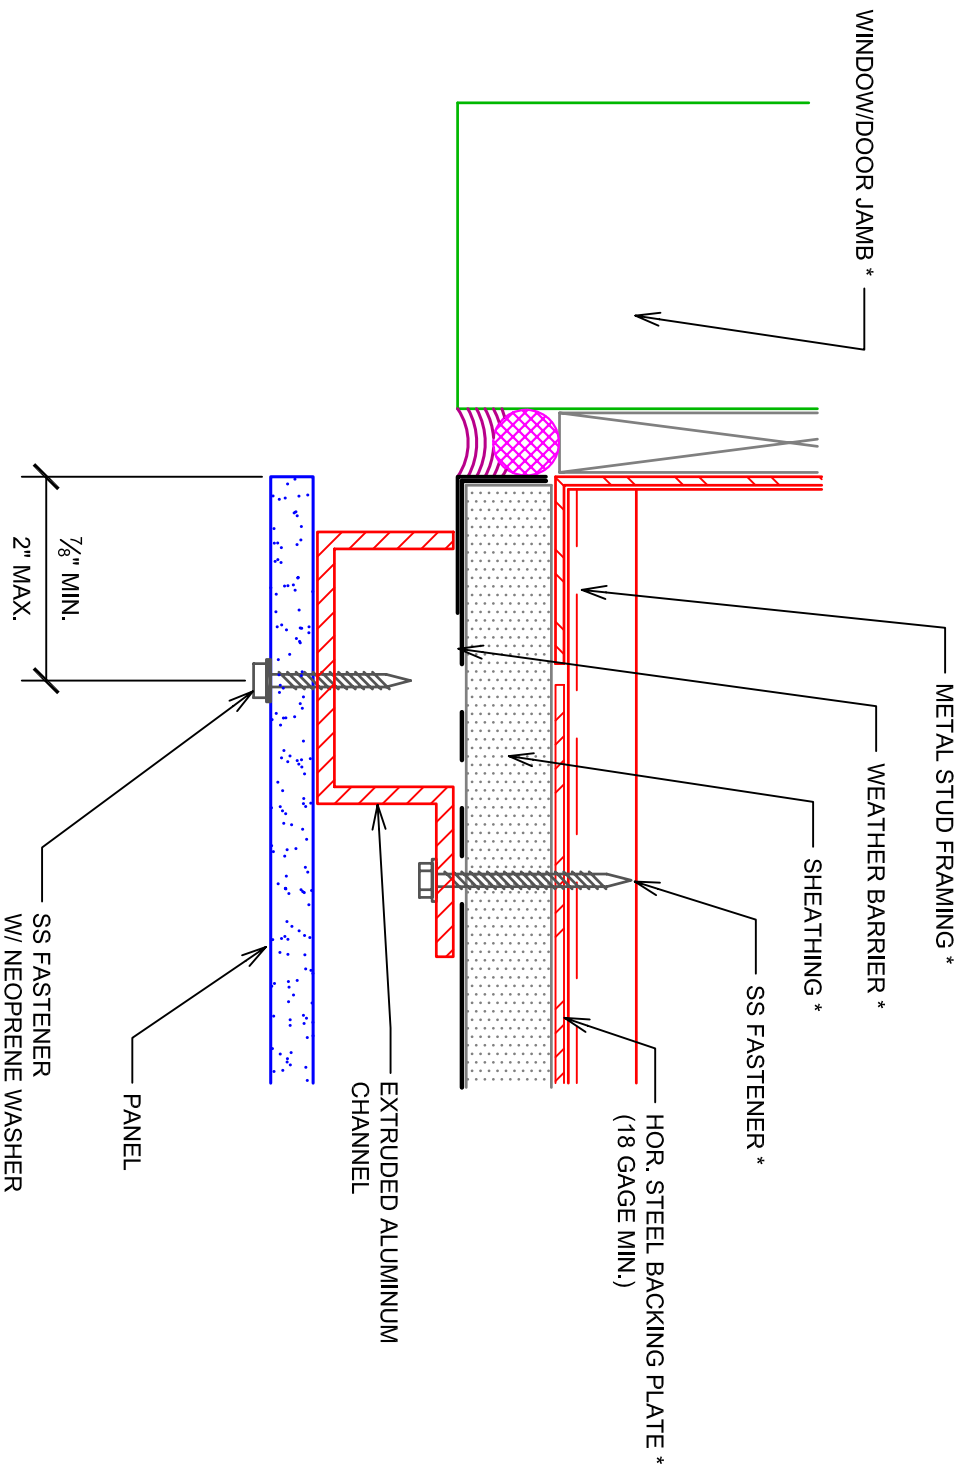 METAL STUD FRAMING *
WEATHER BARRIER *
SHEATHING *
SS FASTENER *
HOR. STEEL BACKING PLATE *
(18 GAGE MIN.)
WINDOW/DOOR JAMB *
EXTRUDED ALUMINUM
CHANNEL
PANEL
SS FASTENER
W/ NEOPRENE WASHER
⅞" MIN.
2" MAX.